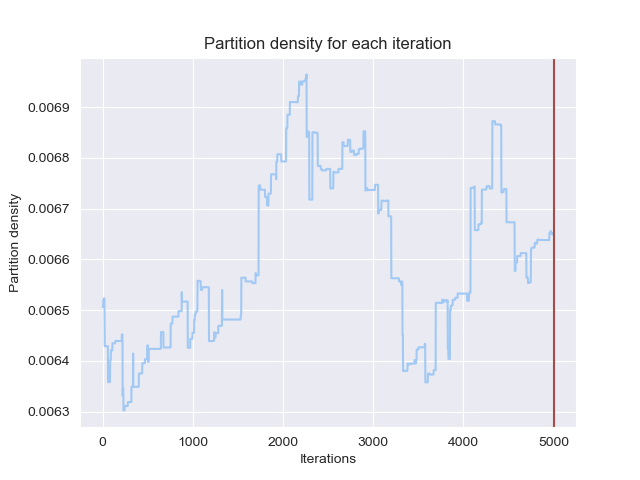 Partition density for each iteration
Partition density
0.0069
0.0068
0.0067
0.0066
0.0065
0.0064
0.0063
0 1000 2000 3000 4000 5000
Iterations